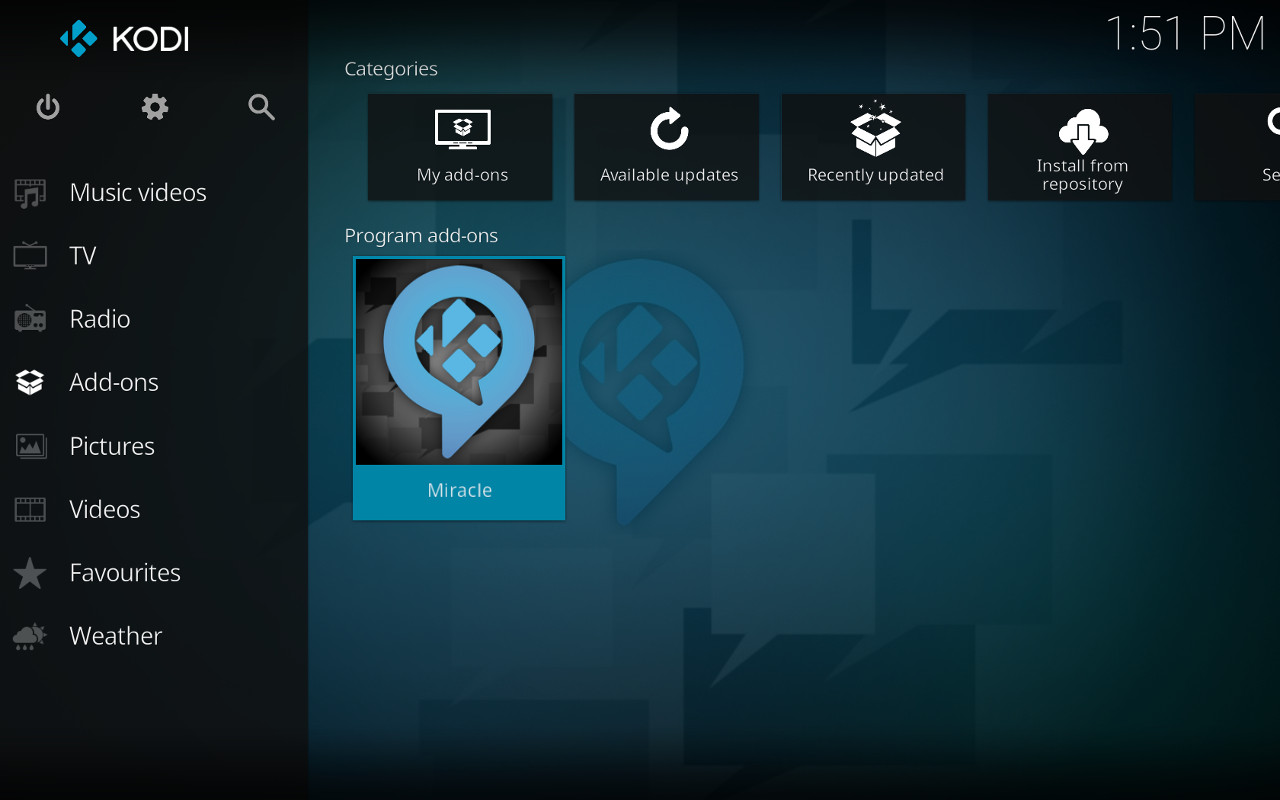 KODI
1:51 PM
Categories
My add-ons
Available updates
Recently updated
Install from
repository
Music videos
TV
Radio
Add-ons
Pictures
Videos
Favourites
Weather
Program add-ons
Miracle